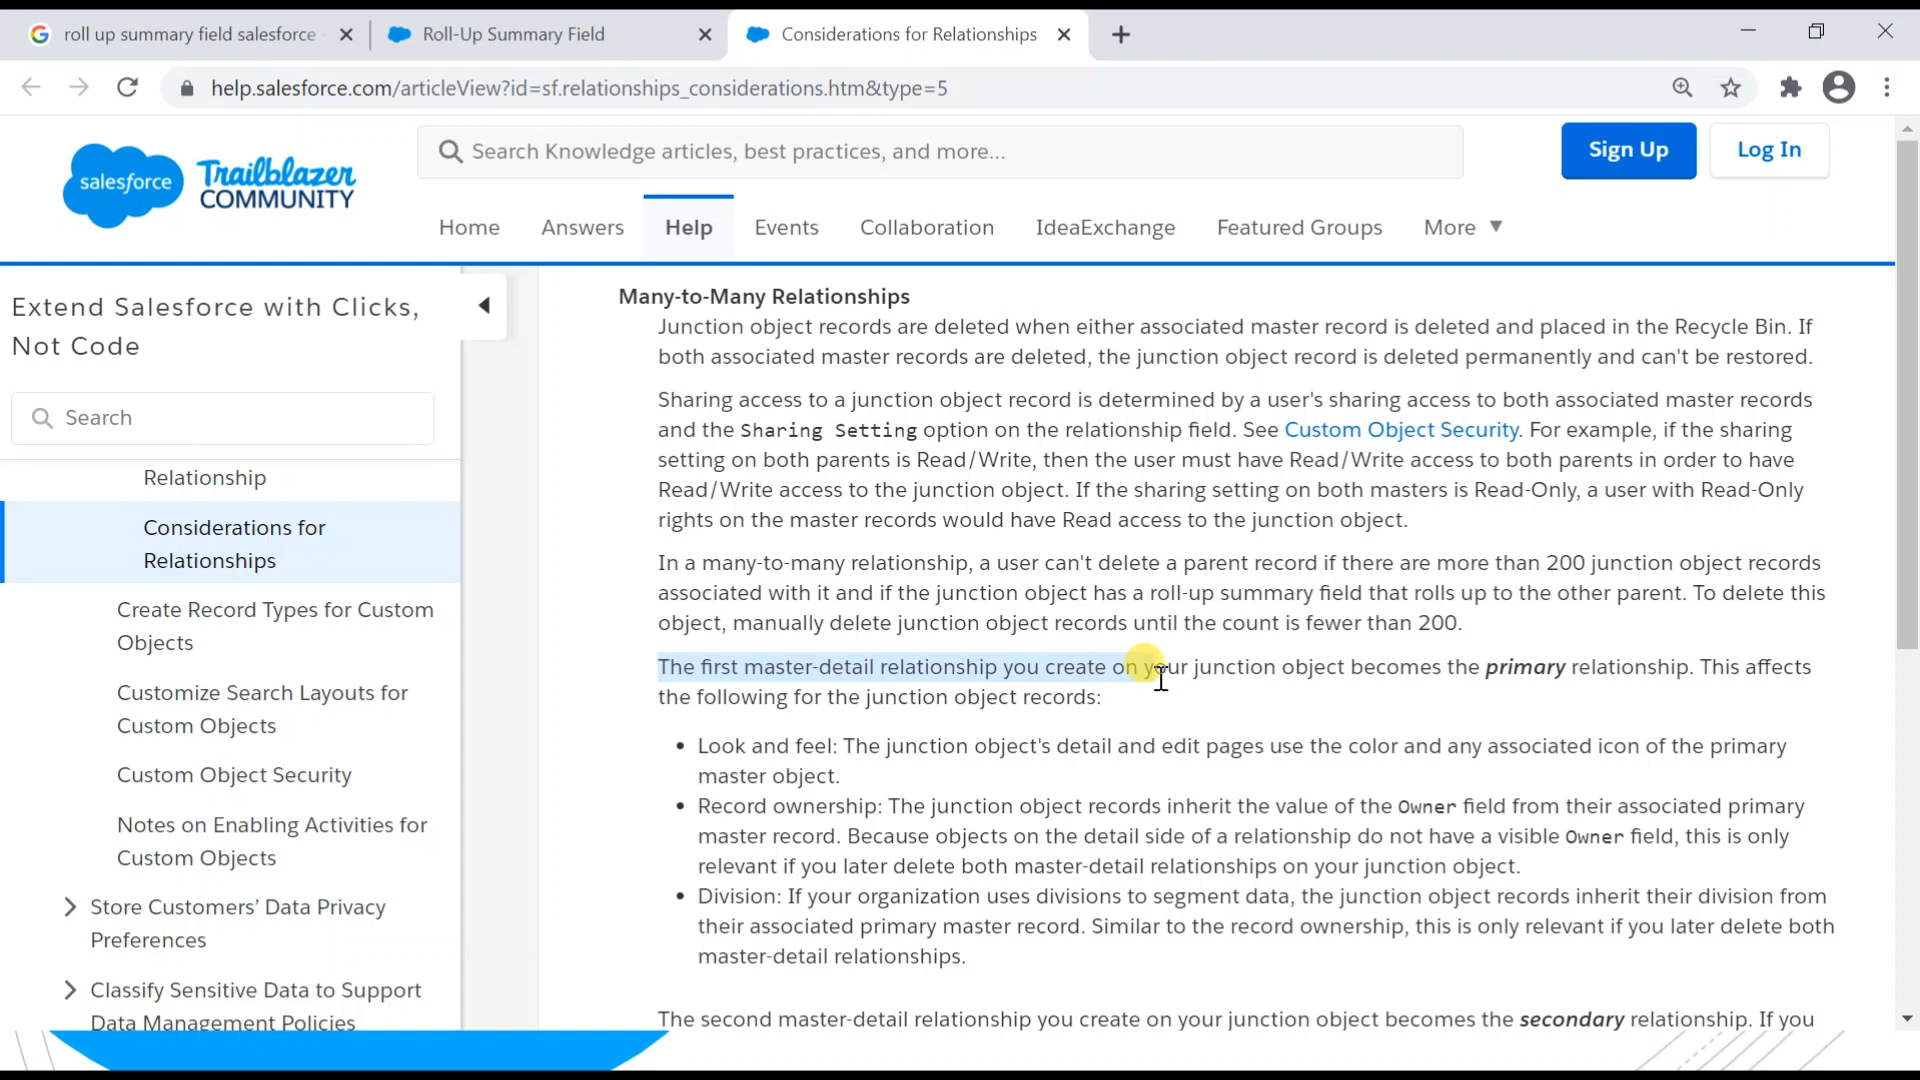 roll up summary field salesforce
Roll-Up Summary Field
Considerations for Relationships
help.salesforce.com/articleView?id=sf.relationships_considerations.htm&type=5
salesforce
Trailblazer
COMMUNITY
Search Knowledge articles, best practices, and more...
Sign Up
Log In
Home
Answers
Help
Events
Collaboration
IdeaExchange
Featured Groups
More
Extend Salesforce with Clicks,
Not Code
Search
Relationship
Considerations for
Relationships
Create Record Types for Custom
Objects
Customize Search Layouts for
Custom Objects
Custom Object Security
Notes on Enabling Activities for
Custom Objects
Store Customers’ Data Privacy
Preferences
Classify Sensitive Data to Support
Data Management Policies
Many-to-Many Relationships
Junction object records are deleted when either associated master record is deleted and placed in the Recycle Bin. If
both associated master records are deleted, the junction object record is deleted permanently and can't be restored.
Sharing access to a junction object record is determined by a user's sharing access to both associated master records
and the Sharing Setting option on the relationship field. See Custom Object Security. For example, if the sharing
setting on both parents is Read/Write, then the user must have Read/Write access to both parents in order to have
Read/Write access to the junction object. If the sharing setting on both masters is Read-Only, a user with Read-Only
rights on the master records would have Read access to the junction object.
In a many-to-many relationship, a user can't delete a parent record if there are more than 200 junction object records
associated with it and if the junction object has a roll-up summary field that rolls up to the other parent. To delete this
object, manually delete junction object records until the count is fewer than 200.
The first master-detail relationship you create on your junction object becomes the primary relationship. This affects
the following for the junction object records:
• Look and feel: The junction object's detail and edit pages use the color and any associated icon of the primary
master object.
• Record ownership: The junction object records inherit the value of the Owner field from their associated primary
master record. Because objects on the detail side of a relationship do not have a visible Owner field, this is only
relevant if you later delete both master-detail relationships on your junction object.
• Division: If your organization uses divisions to segment data, the junction object records inherit their division from
their associated primary master record. Similar to the record ownership, this is only relevant if you later delete both
master-detail relationships.
The second master-detail relationship you create on your junction object becomes the secondary relationship. If you